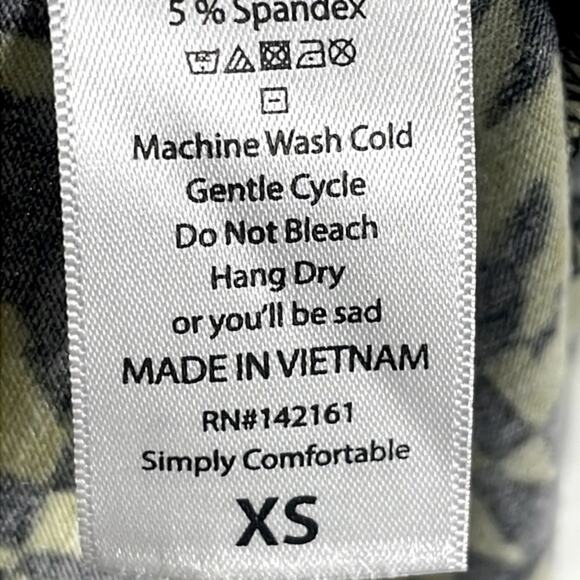 5 % Spandex
Machine Wash Cold
Gentle Cycle
Do Not Bleach
Hang Dry
or you'll be sad
MADE IN VIETNAM
RN#142161
Simply Comfortable
XS